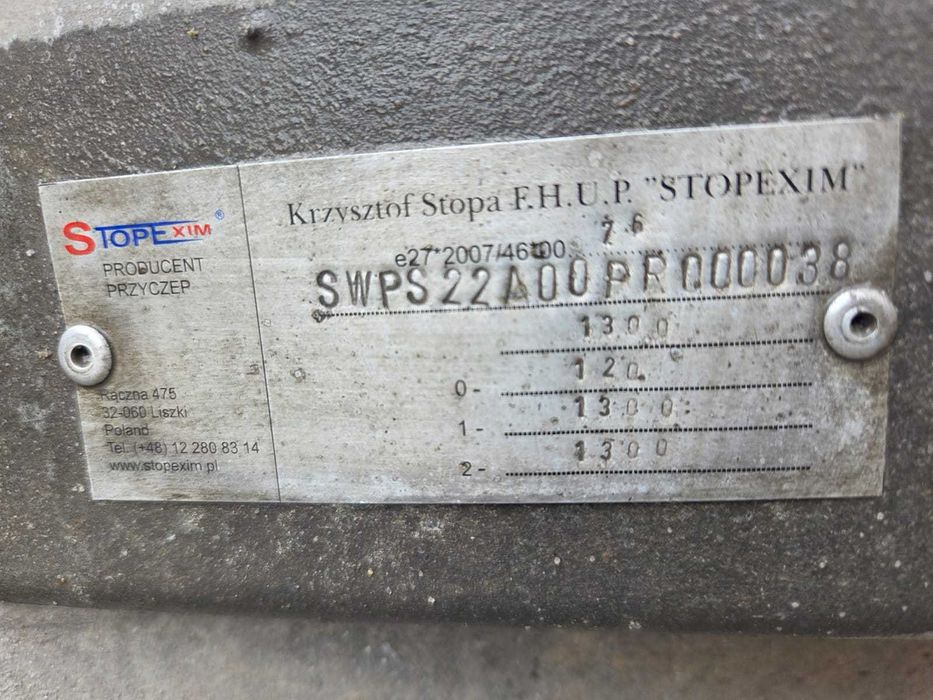 STOPEXIM®
PRODUCENT
PRZYCZEP
Rączna 475
32-060 Liszki
Poland
Tel. (+48) 12 280 83 14
www.stopexim.pl
Krzysztof Stopa F.H.U.P. "STOPEXIM"
e27*2007/46*00 26
SWPS22A00PR000038
1300
0- 120
1- 1300
2- 1300